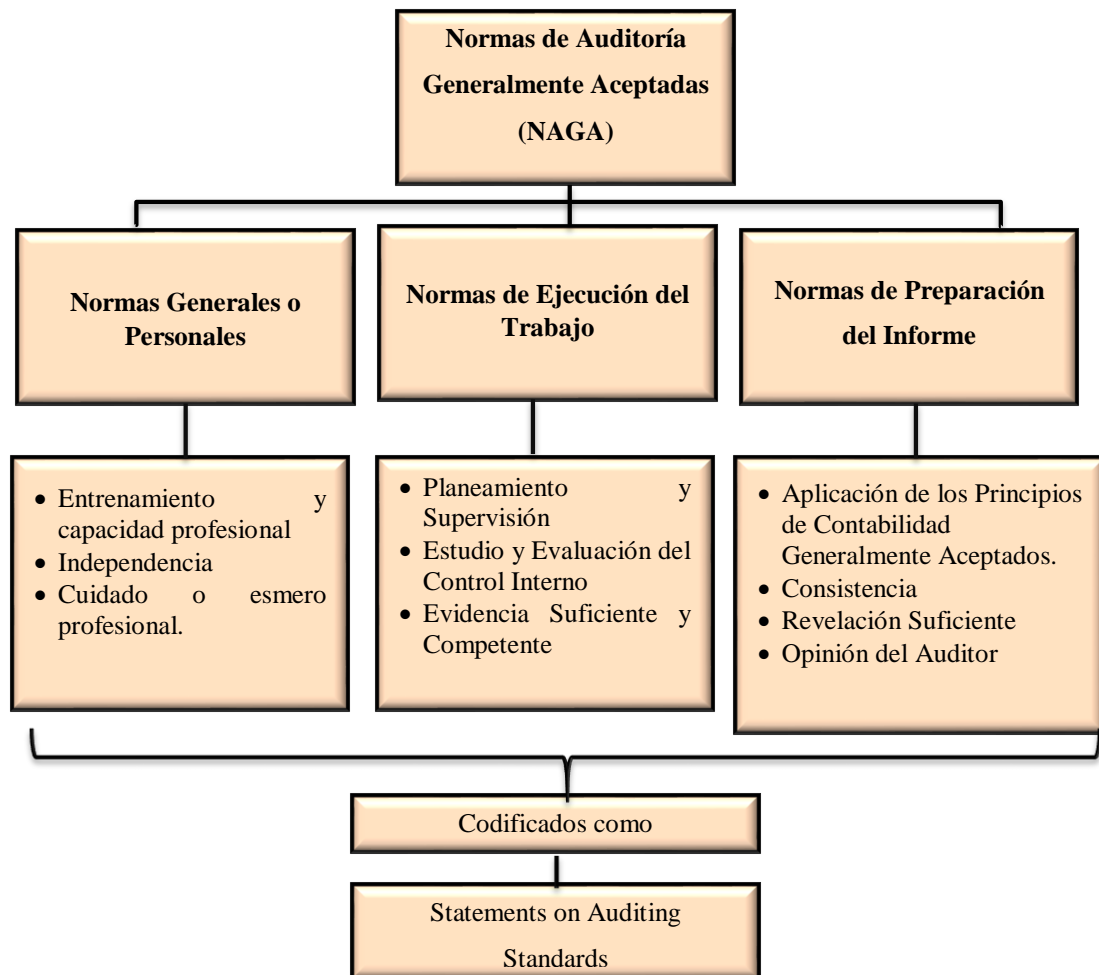 Normas de Auditoría
Generalmente Aceptadas
(NAGA)
Normas Generales o
Personales
Normas de Ejecución del
Trabajo
Normas de Preparación
del Informe
• Entrenamiento y
capacidad profesional
• Independencia
• Cuidado o esmero
profesional.
• Planeamiento y
Supervisión
• Estudio y Evaluación del
Control Interno
• Evidencia Suficiente y
Competente
• Aplicación de los Principios
de Contabilidad
Generalmente Aceptados.
• Consistencia
• Revelación Suficiente
• Opinión del Auditor
Codificados como
Statements on Auditing
Standards